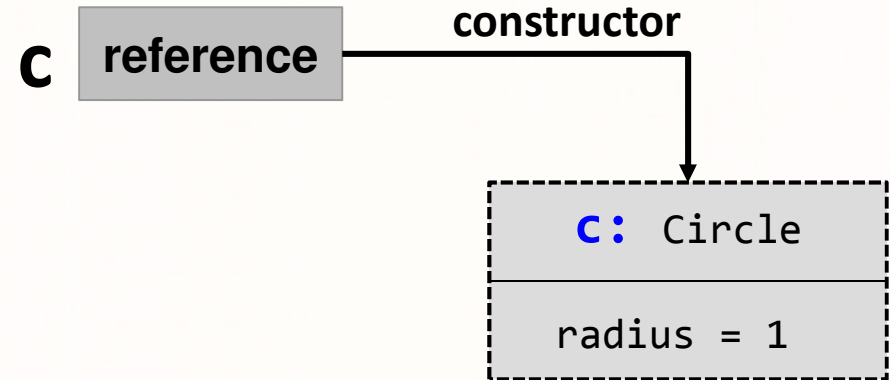 constructor
c reference
c: Circle
radius = 1